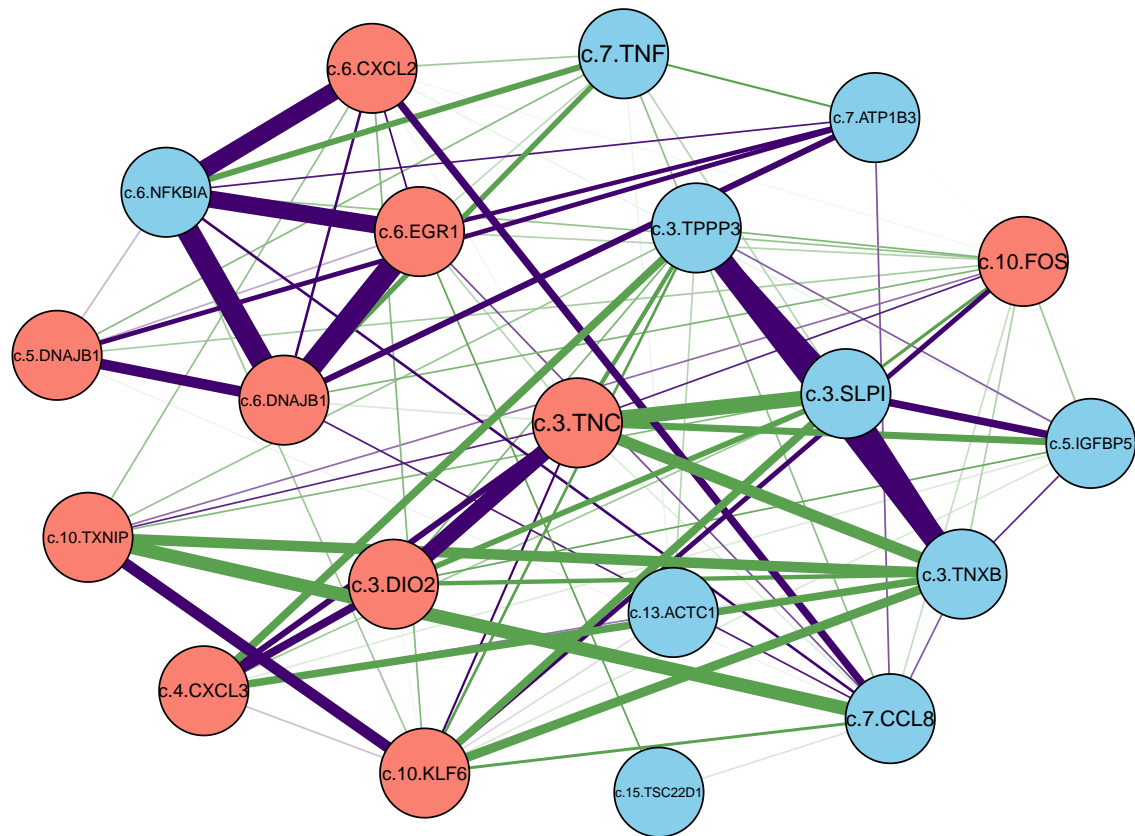 c.7.TNF
c.6.CXCL2
c.7.ATP1B3
c.6.NFKBIA
c.6.EGR1
c.3.TPPP3
c.10.FOS
c.5.DNAJB1
c.6.DNAJB1
c.3.SLPI
c.3.TNC
c.5.IGFBP5
c.10.TXNIP
c.3.DIO2
c.3.TNXB
c.13.ACTC1
c.4.CXCL3
c.7.CCL8
c.10.KLF6
c.15.TSC22D1